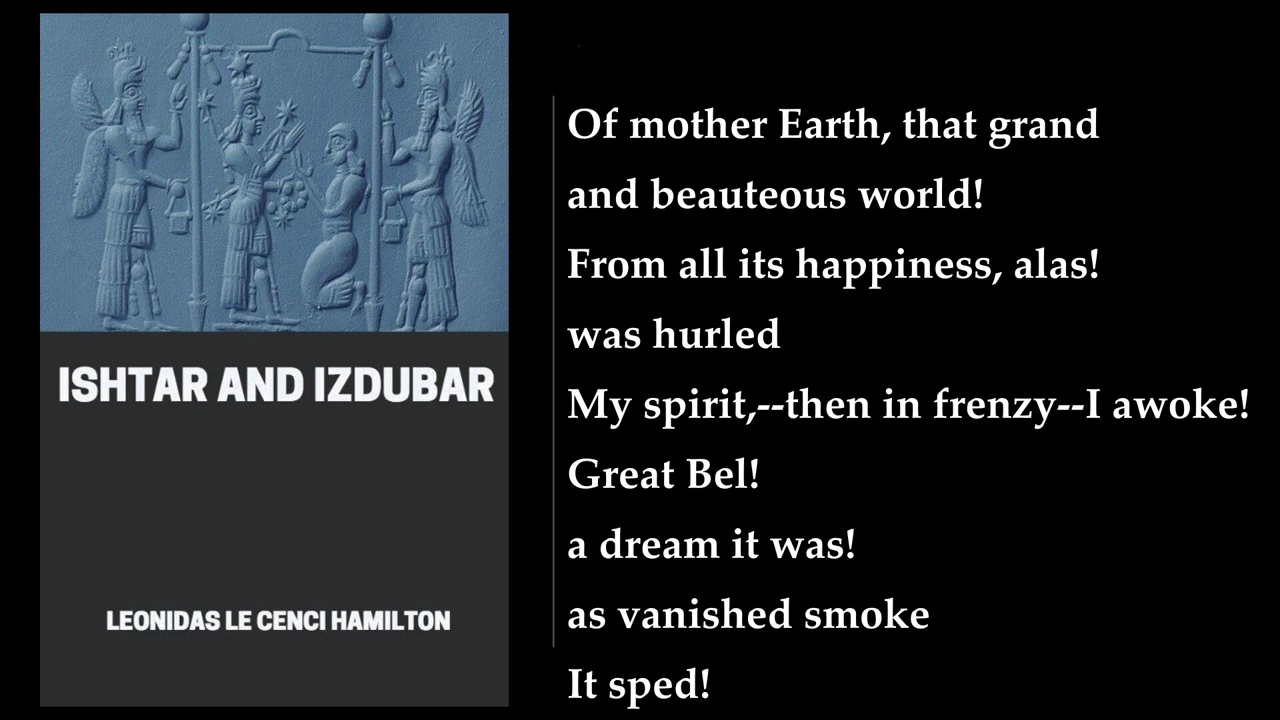 ISHTAR AND IZDUBAR
LEONIDAS LE CENCI HAMILTON
Of mother Earth, that grand
and beauteous world!
From all its happiness, alas!
was hurled
My spirit,--then in frenzy--I awoke!
Great Bel!
a dream it was!
as vanished smoke
It sped!